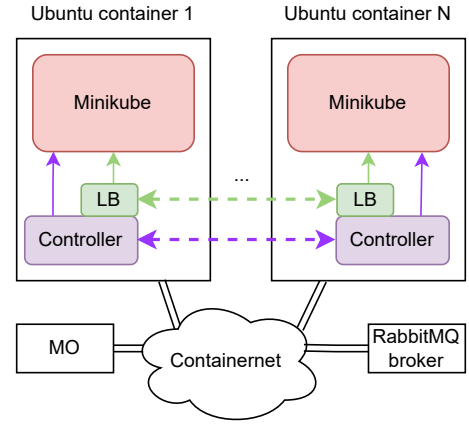 Ubuntu container 1
Ubuntu container N
Minikube
Minikube
...
LB
LB
Controller
Controller
MO
Containernet
RabbitMQ
broker